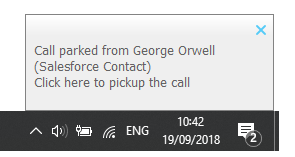 Call parked from George Orwell
(Salesforce Contact)
Click here to pickup the call
ENG
10:42
19/09/2018
2